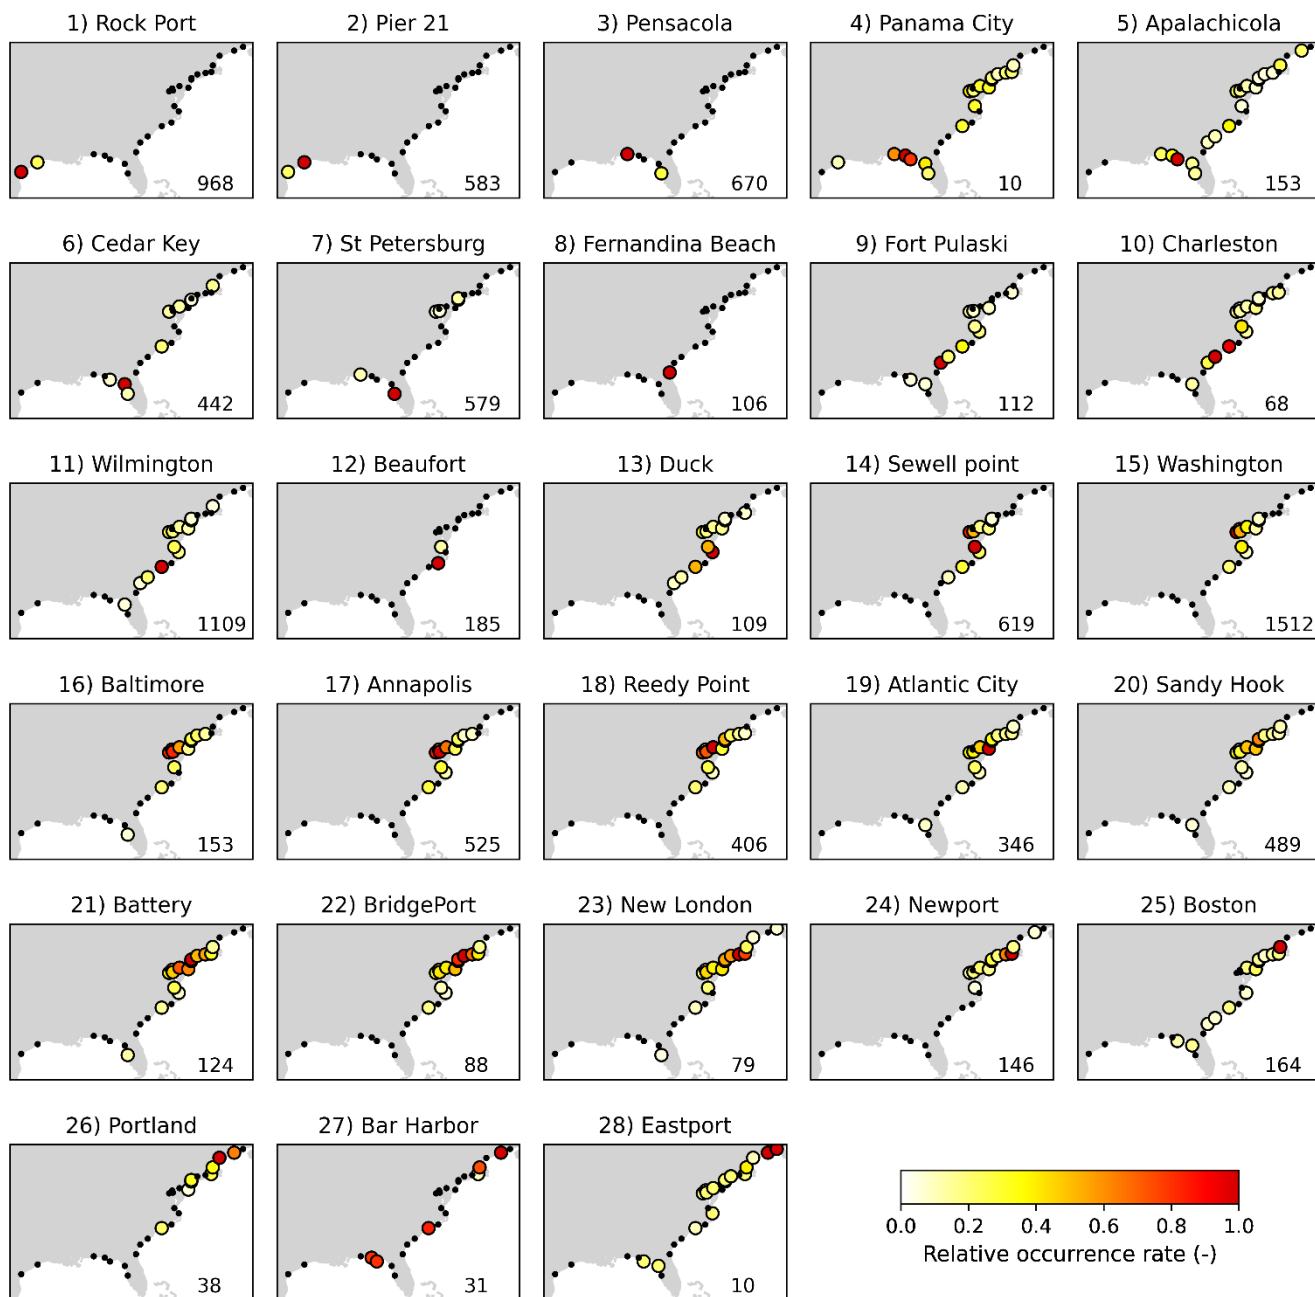 1) Rock Port
968
2) Pier 21
583
3) Pensacola
670
4) Panama City
10
5) Apalachicola
153
6) Cedar Key
442
7) St Petersburg
579
8) Fernandina Beach
106
9) Fort Pulaski
112
10) Charleston
68
11) Wilmington
1109
12) Beaufort
185
13) Duck
109
14) Sewell point
619
15) Washington
1512
16) Baltimore
153
17) Annapolis
525
18) Reedy Point
406
19) Atlantic City
346
20) Sandy Hook
489
21) Battery
124
22) BridgePort
88
23) New London
79
24) Newport
146
25) Boston
164
26) Portland
38
27) Bar Harbor
31
28) Eastport
10
0.0 0.2 0.4 0.6 0.8 1.0
Relative occurrence rate (-)